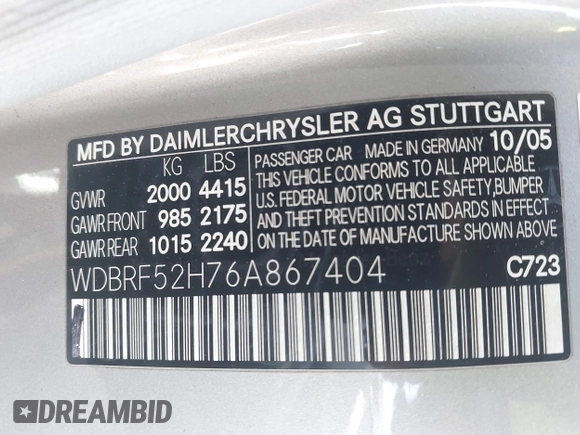 MFD BY DAIMLERCHRYSLER AG STUTTGART
KG LBS
GVWR 2000 4415
GAWR FRONT 985 2175
GAWR REAR 1015 2240
PASSENGER CAR MADE IN GERMANY 10/05
THIS VEHICLE CONFORMS TO ALL APPLICABLE
U.S. FEDERAL MOTOR VEHICLE SAFETY, BUMPER
AND THEFT PREVENTION STANDARDS IN EFFECT
ON THE DATE OF MANUFACTURE SHOWN ABOVE.
WDBRF52H76A867404 C723
DREAMBID